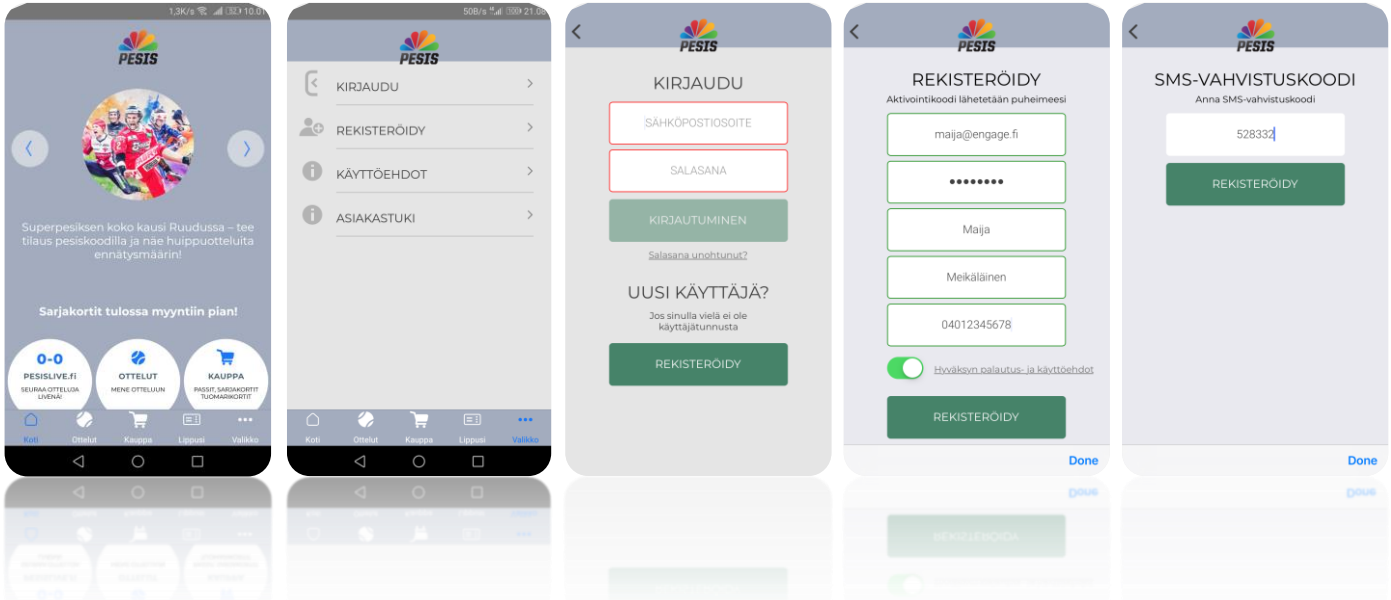 1,3K/s 10.01
PESIS
Superpesiksen koko kausi Ruudussa – tee
tilaus pesiskoodilla ja näe huippuotteluita
ennätysmäärin!
Sarjakortit tulossa myyntiin pian!
0-0
PESISLIVE.fi
SEURAA OTTELUJA
LIVENÄ!
OTTELUT
MENE OTTELUUN
KAUPPA
PASSIT, SARJAKORTIT
TUOMARIKORTIT
Koti Ottelut Kauppa Lippusi Valikko
50B/s 21.08
PESIS
KIRJAUDU
REKISTERÖIDY
KÄYTTÖEHDOT
ASIAKASTUKI
Koti Ottelut Kauppa Lippusi Valikko
PESIS
KIRJAUDU
SÄHKÖPOSTIOSOITE
SALASANA
KIRJAUTUMINEN
Salasana unohtunut?
UUSI KÄYTTÄJÄ?
Jos sinulla vielä ei ole
käyttäjätunnusta
REKISTERÖIDY
PESIS
REKISTERÖIDY
Aktivointikoodi lähetetään puheimeesi
maija@engage.fi
••••••••
Maija
Meikäläinen
04012345678
Hyväksyn palautus- ja käyttöehdot
REKISTERÖIDY
Done
PESIS
SMS-VAHVISTUSKOODI
Anna SMS-vahvistuskoodi
528332
REKISTERÖIDY
Done